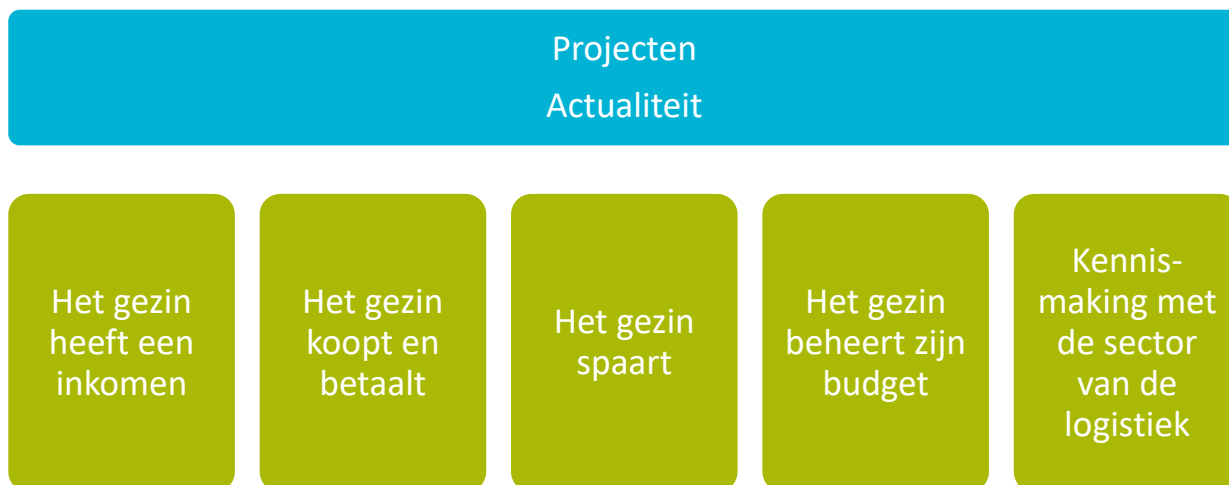 Projecten
Actualiteit
Het gezin
heeft een
inkomen
Het gezin
koopt en
betaalt
Het gezin
spaart
Het gezin
beheert zijn
budget
Kennis-
making met
de sector
van de
logistiek